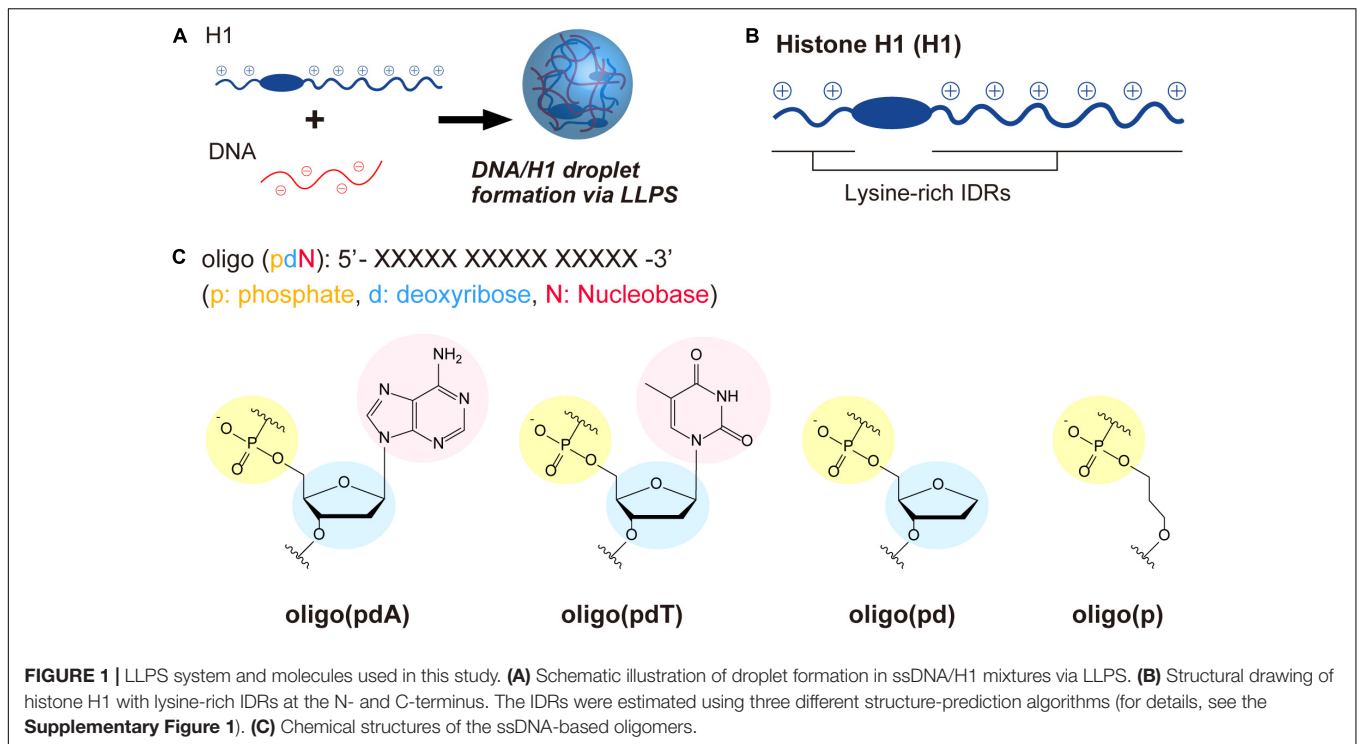 A H1
⊕ ⊕ ⊕ ⊕ ⊕ ⊕ ⊕ ⊕ ⊕
+
DNA
⊖ ⊖ ⊖ ⊖
DNA/H1 droplet
formation via LLPS
B Histone H1 (H1)
⊕ ⊕ ⊕ ⊕ ⊕ ⊕ ⊕
Lysine-rich IDRs
C oligo (pdN): 5’- XXXXX XXXXX XXXXX -3’
(p: phosphate, d: deoxyribose, N: Nucleobase)
-O P O O O O N N N N NH2
-O P O O O O N NH O O
-O P O O O O
-O P O O O
oligo(pdA) oligo(pdT) oligo(pd) oligo(p)
FIGURE 1 | LLPS system and molecules used in this study. (A) Schematic illustration of droplet formation in ssDNA/H1 mixtures via LLPS. (B) Structural drawing of
histone H1 with lysine-rich IDRs at the N- and C-terminus. The IDRs were estimated using three different structure-prediction algorithms (for details, see the
Supplementary Figure 1). (C) Chemical structures of the ssDNA-based oligomers.